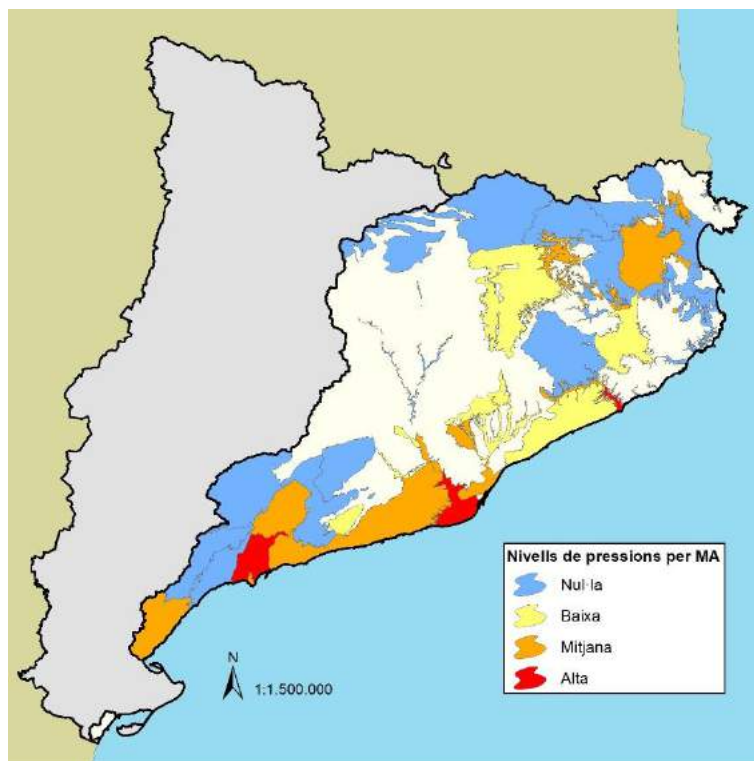 Nivells de pressions per MA
Nul·la
Baixa
Mitjana
Alta
N
1:1.500.000